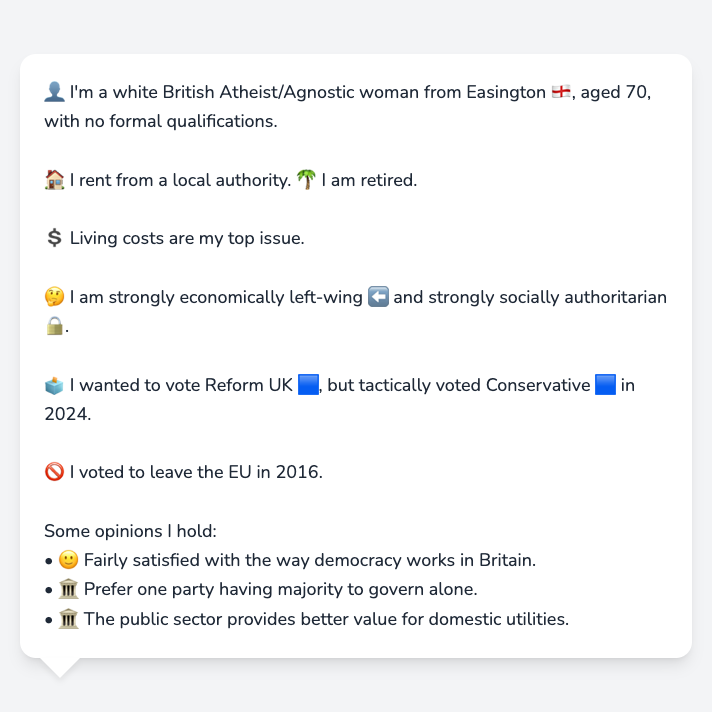 👤 I'm a white British Atheist/Agnostic woman from Easington 🏴󠁧󠁢󠁥󠁮󠁧󠁿, aged 70,
with no formal qualifications.
🏠 I rent from a local authority. 🌴 I am retired.
💲 Living costs are my top issue.
🤔 I am strongly economically left-wing ⬅️ and strongly socially authoritarian
🔒.
🗳️ I wanted to vote Reform UK 🟦, but tactically voted Conservative 🟦 in
2024.
🚫 I voted to leave the EU in 2016.
Some opinions I hold:
• 🙂 Fairly satisfied with the way democracy works in Britain.
• 🏛️ Prefer one party having majority to govern alone.
• 🏛️ The public sector provides better value for domestic utilities.